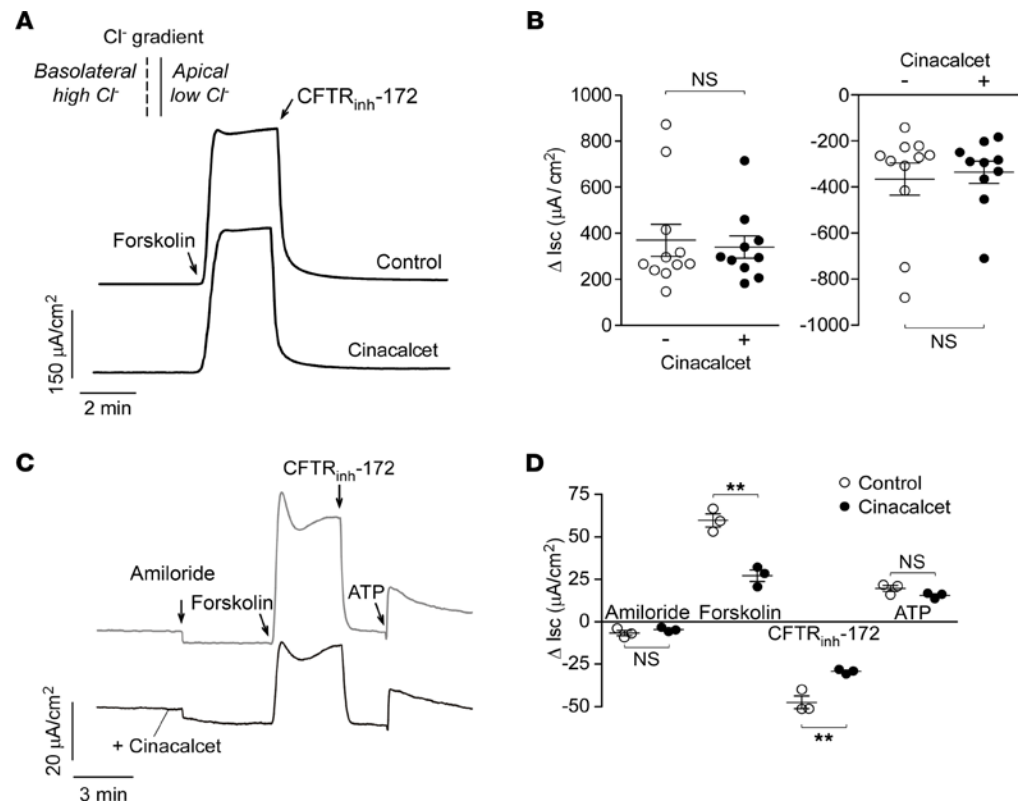 A
Cl⁻ gradient
Basolateral high Cl⁻
Apical low Cl⁻
CFTRinh-172
Forskolin
Control
Cinacalcet
150 μA/cm²
2 min
B
NS
1000
800
600
400
200
0
Δ Isc (μA / cm²)
- +
Cinacalcet
Cinacalcet
- +
0
-200
-400
-600
-800
-1000
NS
C
CFTRinh-172
Amiloride
Forskolin
ATP
+ Cinacalcet
20 μA/cm²
3 min
D
Control
Cinacalcet
75
50
25
0
-25
-50
Δ Isc (μA/cm²)
**
NS
Amiloride
Forskolin
ATP
CFTRinh-172
NS
**